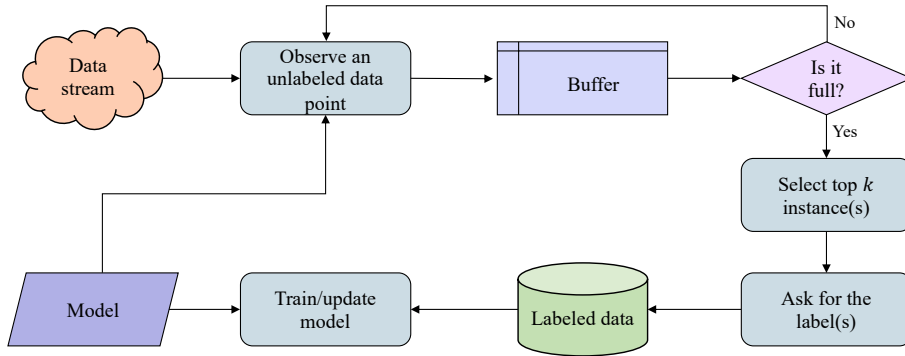 No
Data
stream
Observe an
unlabeled data
point
Buffer
Is it
full?
Yes
Select top k
instance(s)
Model
Train/update
model
Labeled data
Ask for the
label(s)